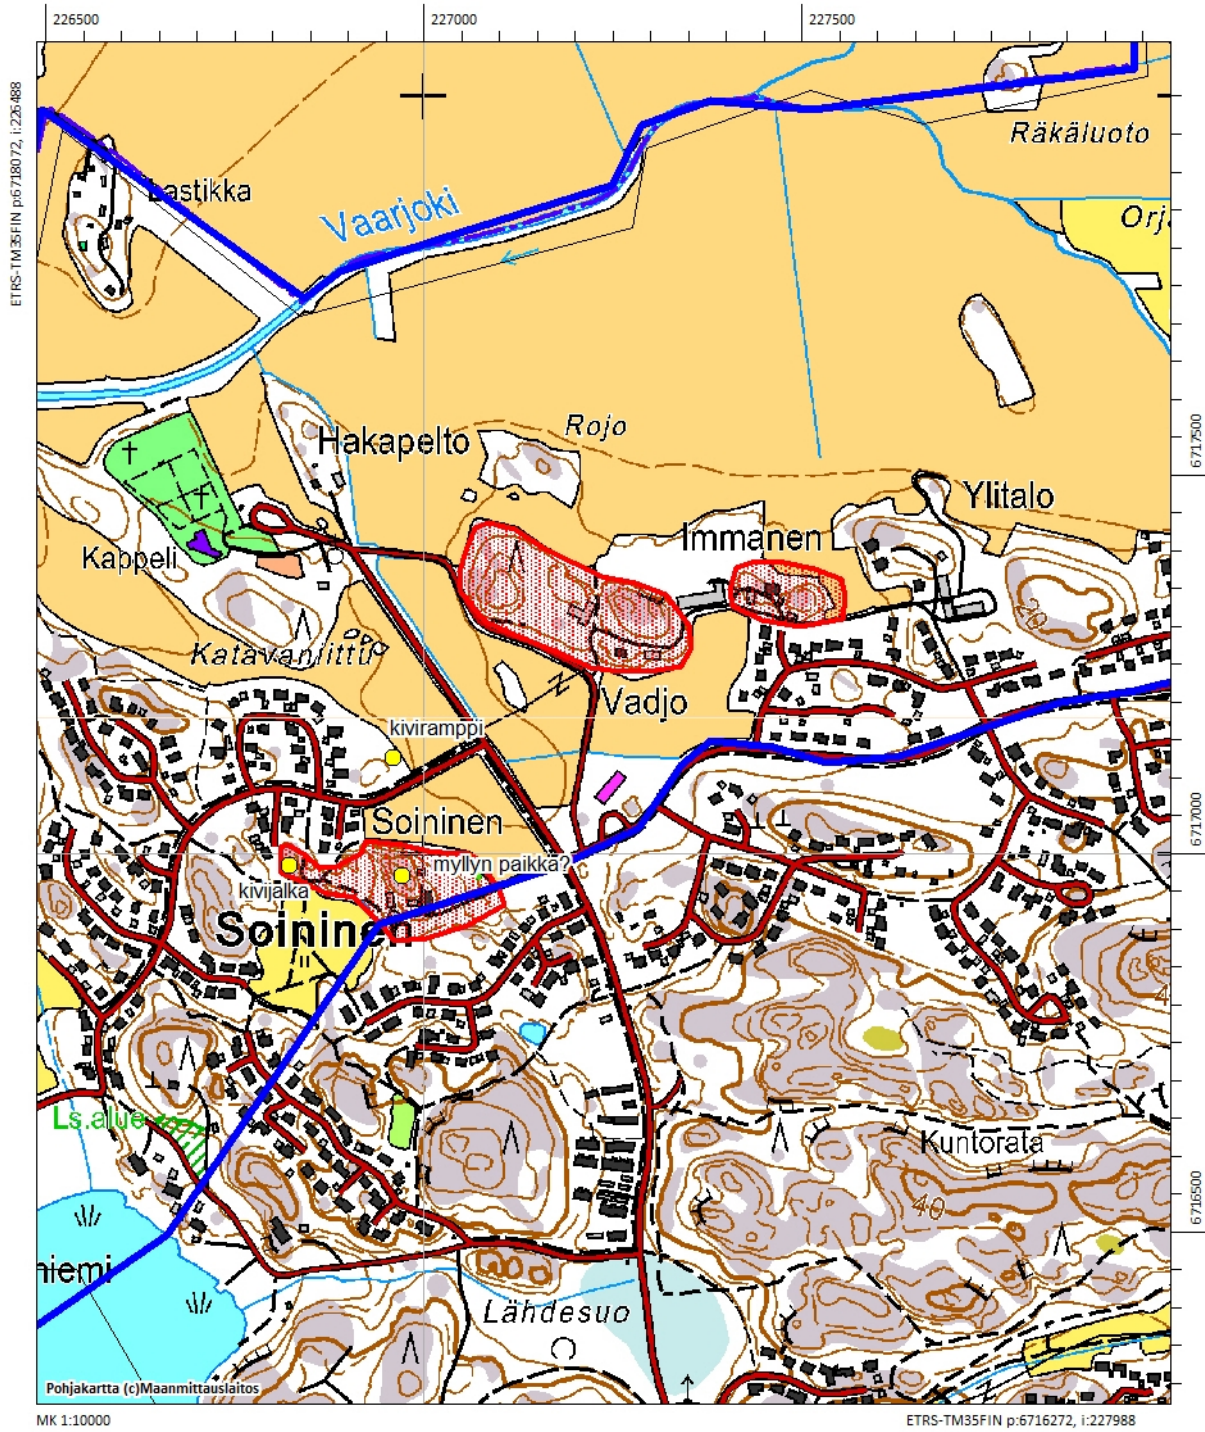 226500
227000
227500
ETRS-TM35FIN p:6718072, i:226488
Räkäluoto
Lastikka
Vaarjoki
Rojo
Hakapelto
6717500
Ylitalo
Immanen
Kappeli
20
Katavaniittu
Vadjo
kiviramppi
6717000
Soininen
myllyn paikka?
kivijalka
Soininen
Ls.alue
Kuntorata
40
6716500
niemi
Lähdesuo
Pohjakartta (c)Maanmittauslaitos
MK 1:10000
ETRS-TM35FIN p:6716272, i:227988